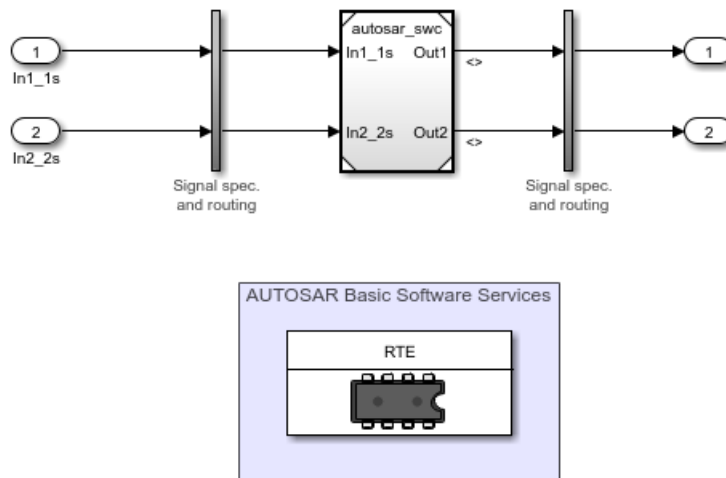 autosar_swc
1
In1_1s
In1_1s
Out1
<>
1
2
In2_2s
In2_2s
Out2
<>
2
Signal spec.
and routing
Signal spec.
and routing
AUTOSAR Basic Software Services
RTE